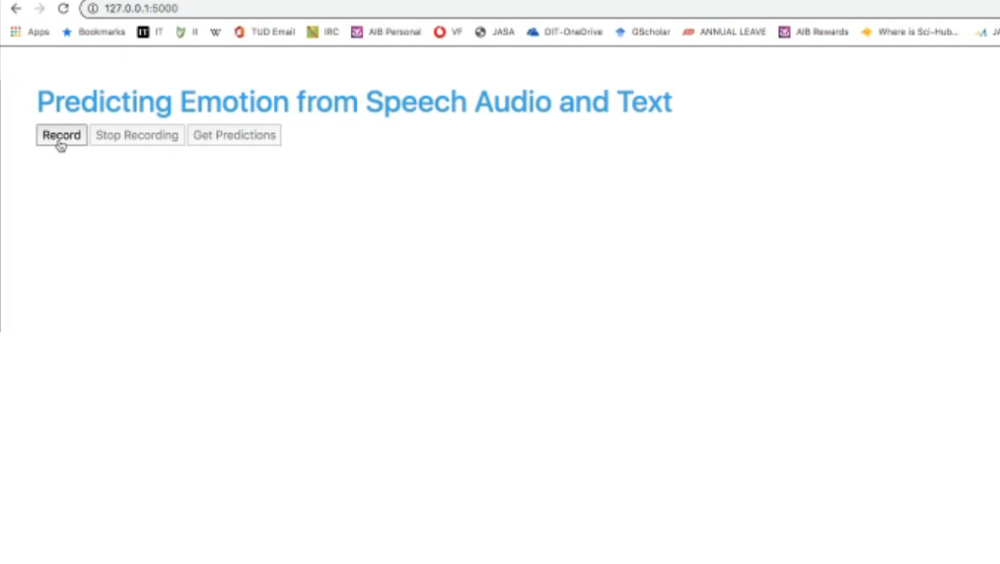 127.0.0.1:5000
Apps Bookmarks IT IT II W TUD Email IRC AIB Personal VF JASA DIT-OneDrive GScholar ANNUAL LEAVE AIB Rewards Where is Sci-Hub... JA
Predicting Emotion from Speech Audio and Text
Record Stop Recording Get Predictions